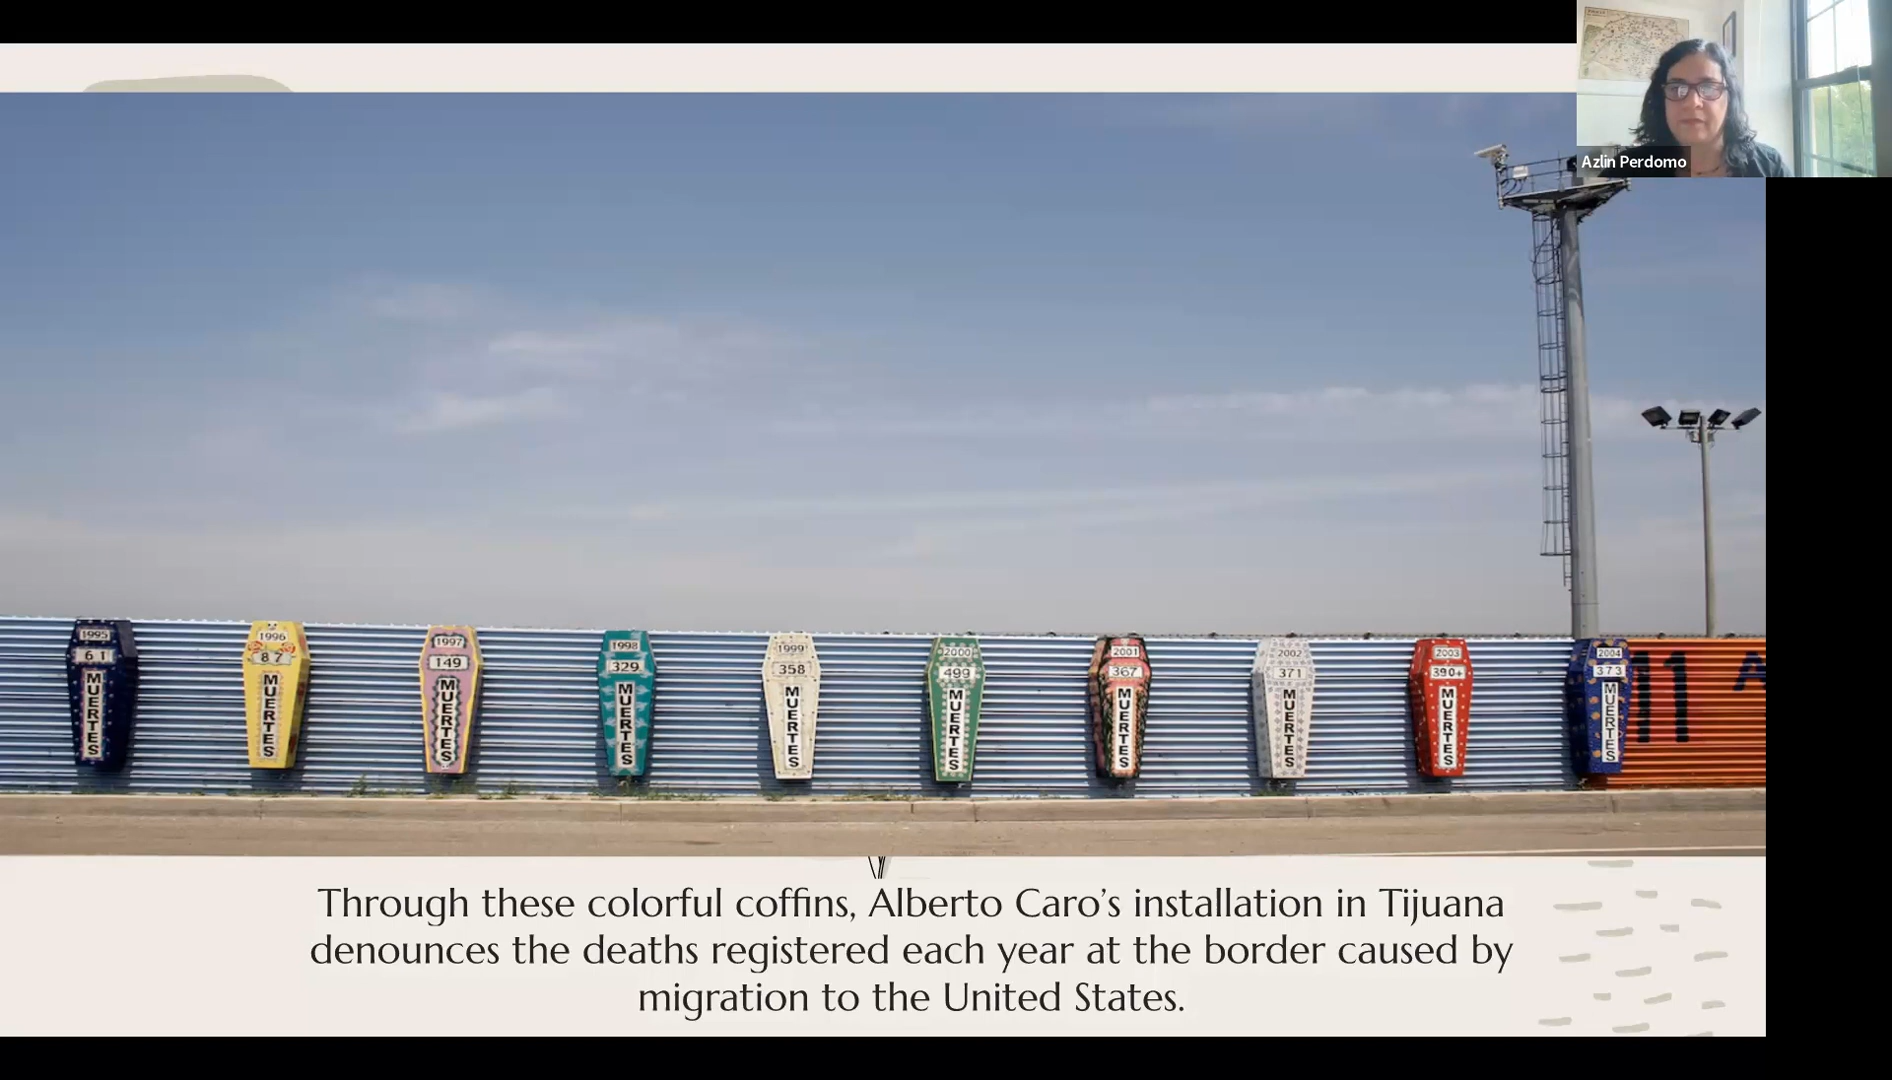 Azlin Perdomo
1995
61
MUERTES
1996
87
MUERTES
1997
149
MUERTES
1998
329
MUERTES
1999
358
MUERTES
2000
499
MUERTES
2001
367
MUERTES
2002
371
MUERTES
2003
390+
MUERTES
2004
373
MUERTES
A
Through these colorful coffins, Alberto Caro’s installation in Tijuana
denounces the deaths registered each year at the border caused by
migration to the United States.